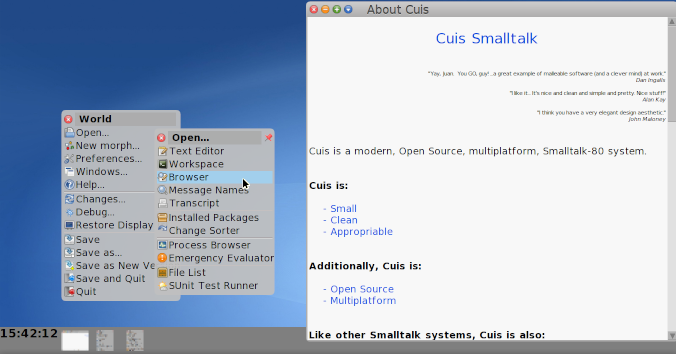 World
Open...
New morph...
Preferences...
Windows...
Help...
Changes...
Debug...
Restore Display
Save
Save as...
Save as New Ve
Save and Quit
Quit
Open...
Text Editor
Workspace
Browser
Message Names
Transcript
Installed Packages
Change Sorter
Process Browser
Emergency Evaluator
File List
SUnit Test Runner
About Cuis
Cuis Smalltalk
"Yay, Juan. You GO, guy! ..a great example of malleable software (and a clever mind) at work."
Dan Ingalls
"I like it.. It's nice and clean and simple and pretty. Nice stuff!"
Alan Kay
"I think you have a very elegant design aesthetic."
John Maloney
Cuis is a modern, Open Source, multiplatform, Smalltalk-80 system.
Cuis is:
- Small
- Clean
- Appropriable
Additionally, Cuis is:
- Open Source
- Multiplatform
Like other Smalltalk systems, Cuis is also:
15:42:12